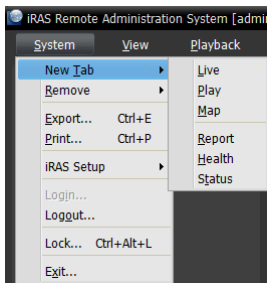 iRAS Remote Administration System [admi
System View Playback
New Tab
Remove
Export... Ctrl+E
Print... Ctrl+P
iRAS Setup
Login...
Logout...
Lock... Ctrl+Alt+L
Exit...
Live
Play
Map
Report
Health
Status